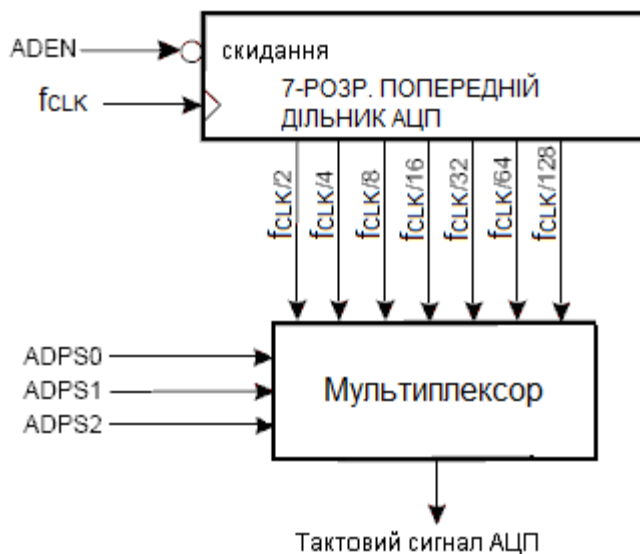 ADEN
скидання
fCLK
7-РОЗР. ПОПЕРЕДНІЙ
ДІЛЬНИК АЦП
fCLK/2
fCLK/4
fCLK/8
fCLK/16
fCLK/32
fCLK/64
fCLK/128
ADPS0
ADPS1
ADPS2
Мультиплексор
Тактовий сигнал АЦП